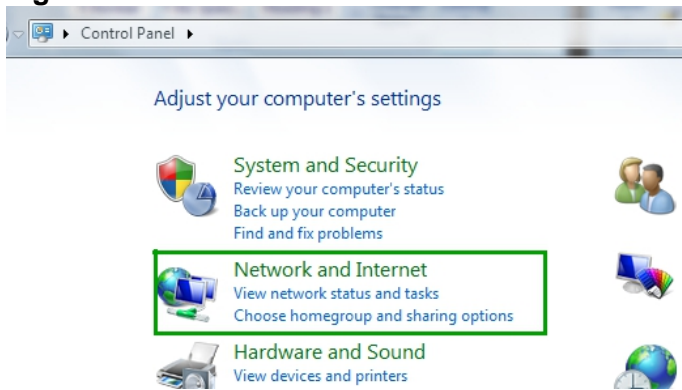 Control Panel
Adjust your computer's settings
System and Security
Review your computer's status
Back up your computer
Find and fix problems
Network and Internet
View network status and tasks
Choose homegroup and sharing options
Hardware and Sound
View devices and printers